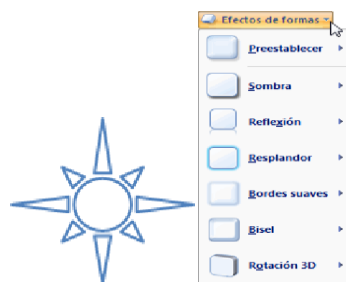 Efectos de formas
Preestablecer
Sombra
Reflexión
Resplandor
Bordes suaves
Bisel
Rotación 3D